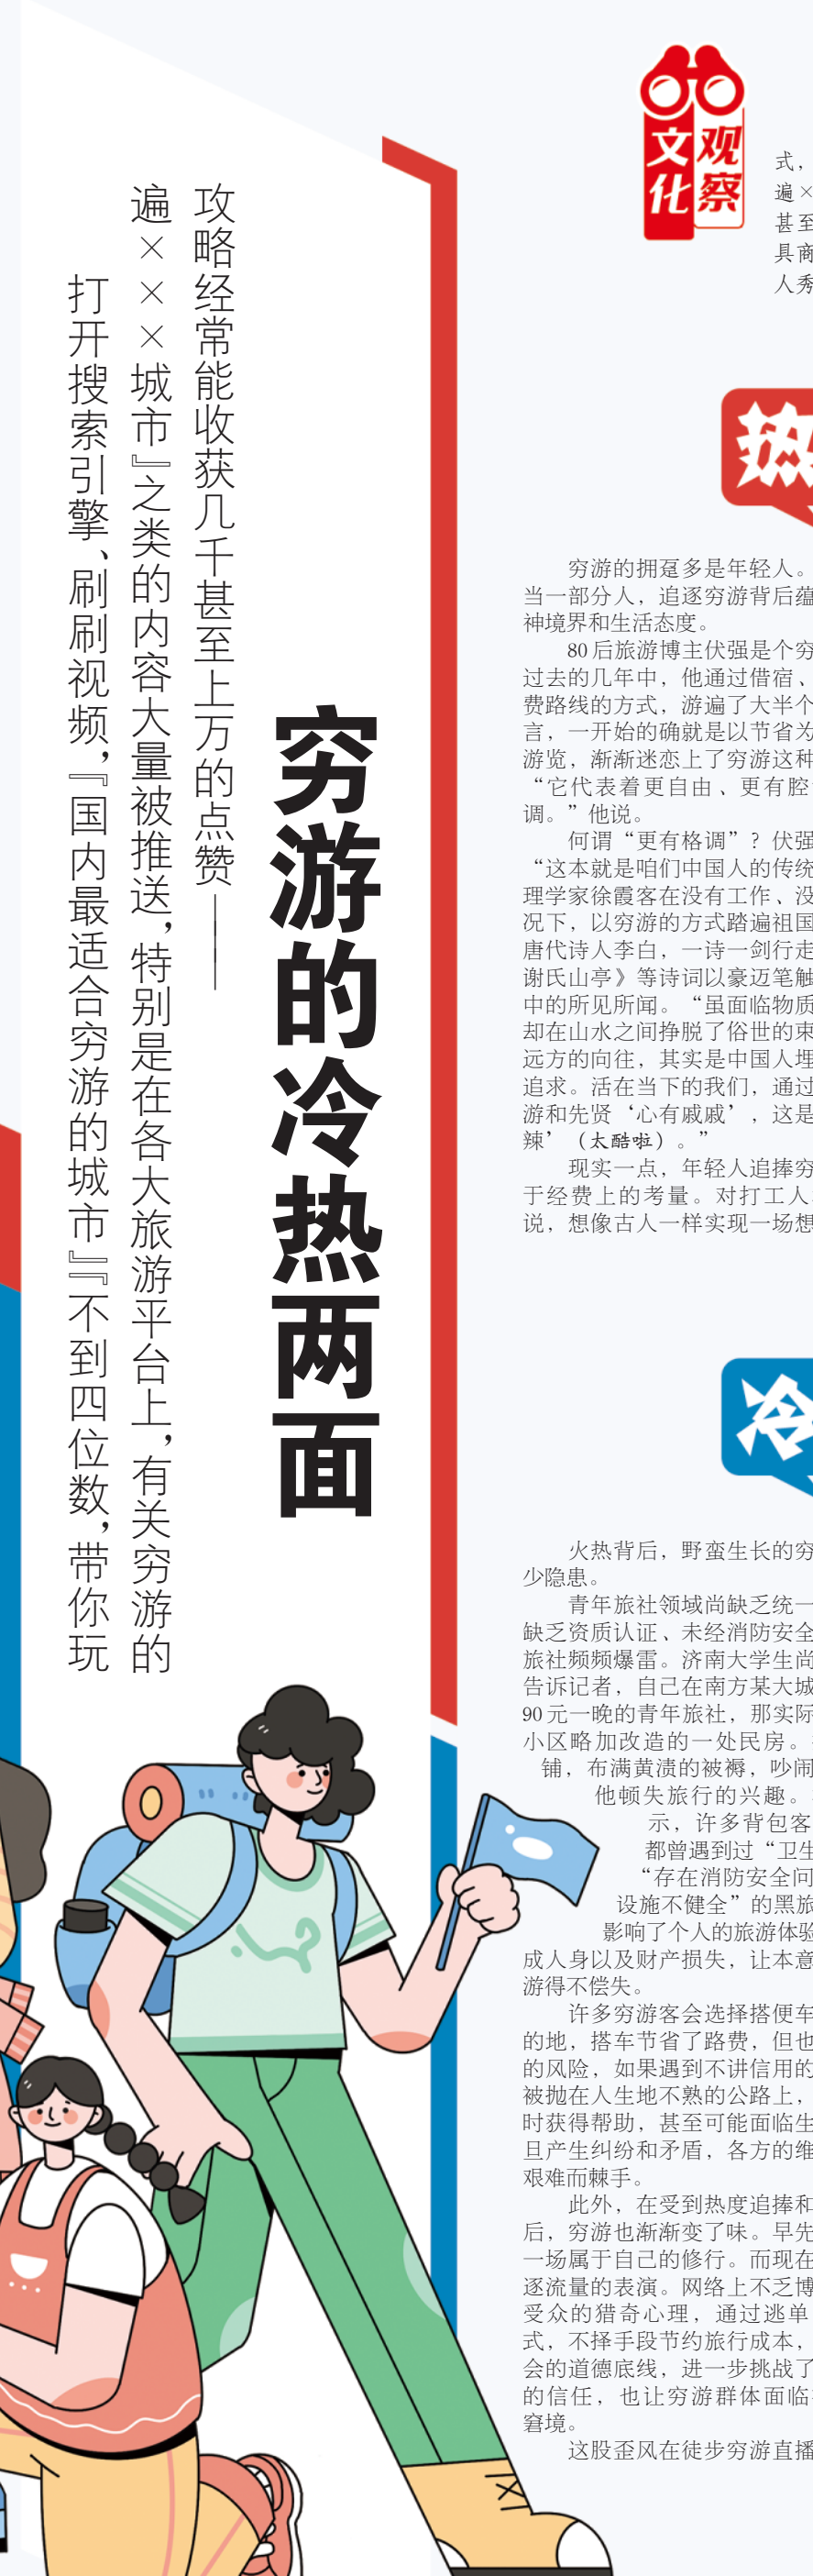 打开搜索引擎、刷刷视频，『国内最适合穷游的城市』『不到四位数，带你玩
遍×××城市』之类的内容大量被推送，特别是在各大旅游平台上，有关穷游的
攻略经常能收获几千甚至上万的点赞——
穷游的冷热两面
文化
观察
式，
遍×
甚至
具商
人秀
热
穷游的拥趸多是年轻人。
当一部分人，追逐穷游背后蕴
神境界和生活态度。
80后旅游博主伏强是个穷
过去的几年中，他通过借宿、
费路线的方式，游遍了大半个
言，一开始的确就是以节省为
游览，渐渐迷恋上了穷游这种
“它代表着更自由、更有腔
调。”他说。
何谓“更有格调”？伏强
“这本就是咱们中国人的传统
理学家徐霞客在没有工作、没
况下，以穷游的方式踏遍祖国
唐代诗人李白，一诗一剑行走
谢氏山亭》等诗词以豪迈笔触
中的所见所闻。“虽面临物质
却在山水之间挣脱了俗世的束
远方的向往，其实是中国人埋
追求。活在当下的我们，通过
游和先贤‘心有戚戚’，这是
辣’（太酷啦）。”
现实一点，年轻人追捧穷
于经费上的考量。对打工人
说，想像古人一样实现一场想
冷
火热背后，野蛮生长的穷
少隐患。
青年旅社领域尚缺乏统一
缺乏资质认证、未经消防安全
旅社频频爆雷。济南大学生尚
告诉记者，自己在南方某大城
90元一晚的青年旅社，那实际
小区略加改造的一处民房。
铺，布满黄渍的被褥，吵闹
他顿失旅行的兴趣。
示，许多背包客
都曾遇到过“卫生
“存在消防安全问
设施不健全”的黑旅
影响了个人的旅游体验
成人身以及财产损失，让本意
游得不偿失。
许多穷游客会选择搭便车
的地，搭车节省了路费，但也
的风险，如果遇到不讲信用的
被抛在人生地不熟的公路上，
时获得帮助，甚至可能面临生
旦产生纠纷和矛盾，各方的维
艰难而棘手。
此外，在受到热度追捧和
后，穷游也渐渐变了味。早先
一场属于自己的修行。而现在
逐流量的表演。网络上不乏博
受众的猎奇心理，通过逃单
式，不择手段节约旅行成本，
会的道德底线，进一步挑战了
的信任，也让穷游群体面临
窘境。
这股歪风在徒步穷游直播